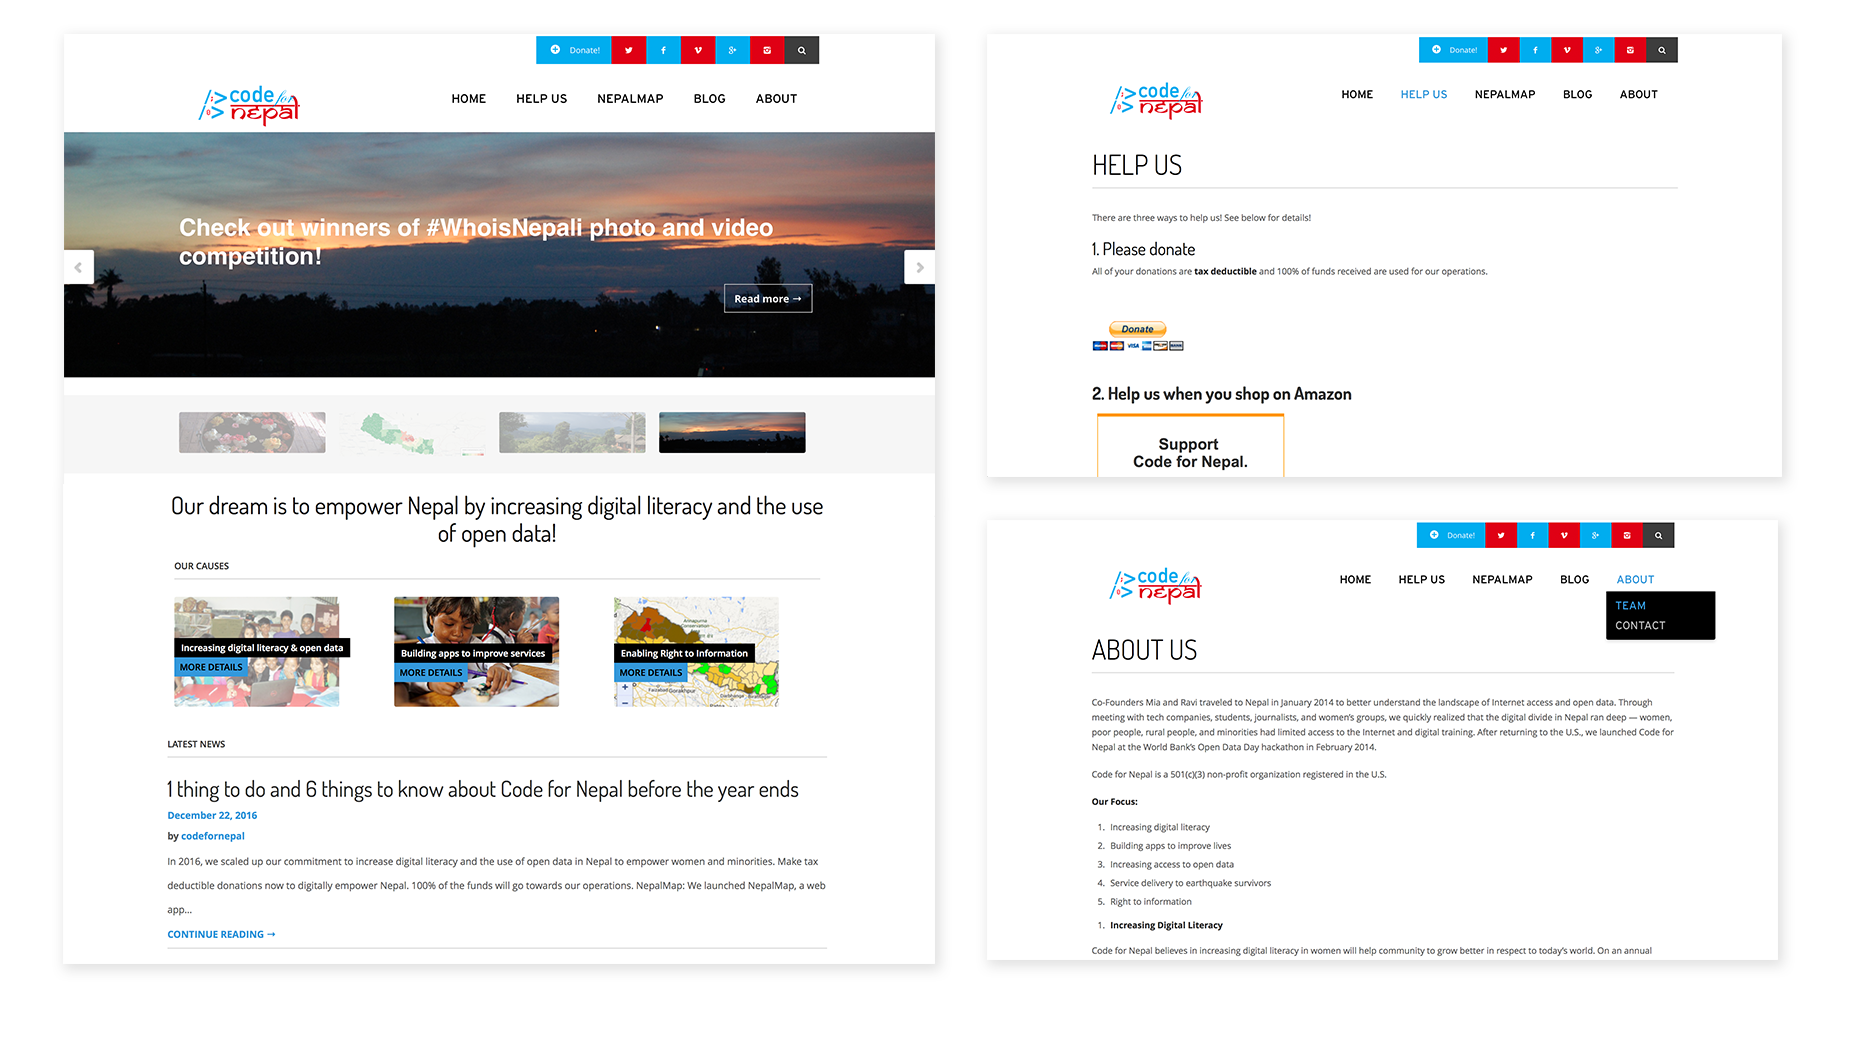 Donate!
code for
nepal
HOME HELP US NEPALMAP BLOG ABOUT
Check out winners of #WhoisNepali photo and video
competition!
Read more →
Our dream is to empower Nepal by increasing digital literacy and the use
of open data!
OUR CAUSES
Increasing digital literacy & open data
MORE DETAILS
Building apps to improve services
MORE DETAILS
Enabling Right to Information
MORE DETAILS
LATEST NEWS
1 thing to do and 6 things to know about Code for Nepal before the year ends
December 22, 2016
by codefornepal
In 2016, we scaled up our commitment to increase digital literacy and the use of open data in Nepal to empower women and minorities. Make tax
deductible donations now to digitally empower Nepal. 100% of the funds will go towards our operations. NepalMap: We launched NepalMap, a web
app...
CONTINUE READING →
Donate!
code for
nepal
HOME HELP US NEPALMAP BLOG ABOUT
HELP US
There are three ways to help us! See below for details!
1. Please donate
All of your donations are tax deductible and 100% of funds received are used for our operations.
Donate
VISA
2. Help us when you shop on Amazon
Support
Code for Nepal.
Donate!
code for
nepal
HOME HELP US NEPALMAP BLOG ABOUT
TEAM
CONTACT
ABOUT US
Co-Founders Mia and Ravi traveled to Nepal in January 2014 to better understand the landscape of Internet access and open data. Through
meeting with tech companies, students, journalists, and women's groups, we quickly realized that the digital divide in Nepal ran deep — women,
poor people, rural people, and minorities had limited access to the Internet and digital training. After returning to the U.S., we launched Code for
Nepal at the World Bank's Open Data Day hackathon in February 2014.
Code for Nepal is a 501(c)(3) non-profit organization registered in the U.S.
Our Focus:
1. Increasing digital literacy
2. Building apps to improve lives
3. Increasing access to open data
4. Service delivery to earthquake survivors
5. Right to information
1. Increasing Digital Literacy
Code for Nepal believes in increasing digital literacy in women will help community to grow better in respect to today's world. On an annual